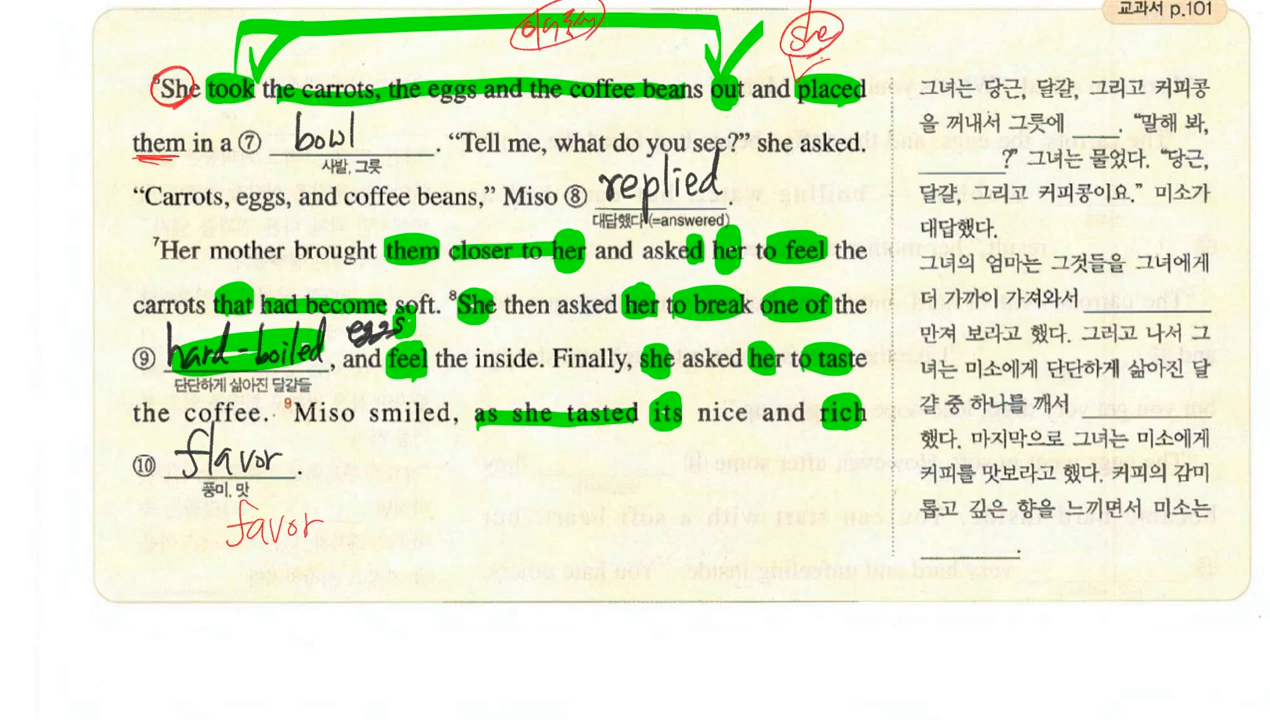 교과서 p.101
이어동사
she
⁶She took the carrots, the eggs and the coffee beans out and placed
them in a ⑦ bowl. “Tell me, what do you see?” she asked.
사발, 그릇
“Carrots, eggs, and coffee beans,” Miso ⑧ replied.
대답했다(=answered)
⁷Her mother brought them closer to her and asked her to feel the
carrots that had become soft. ⁸She then asked her to break one of the
⑨ hard-boiled eggs, and feel the inside. Finally, she asked her to taste
단단하게 삶아진 달걀들
the coffee. ⁹Miso smiled, as she tasted its nice and rich
⑩ flavor.
풍미, 맛
favor
그녀는 당근, 달걀, 그리고 커피콩
을 꺼내서 그릇에 ____. “말해 봐,
____?” 그녀는 물었다. “당근,
달걀, 그리고 커피콩이요.” 미소가
대답했다.
그녀의 엄마는 그것들을 그녀에게
더 가까이 가져와서 ____
만져 보라고 했다. 그리고 나서 그
녀는 미소에게 단단하게 삶아진 달
걀 중 하나를 깨서 ____
했다. 마지막으로 그녀는 미소에게
커피를 맛보라고 했다. 커피의 감미
롭고 깊은 향을 느끼면서 미소는
____.